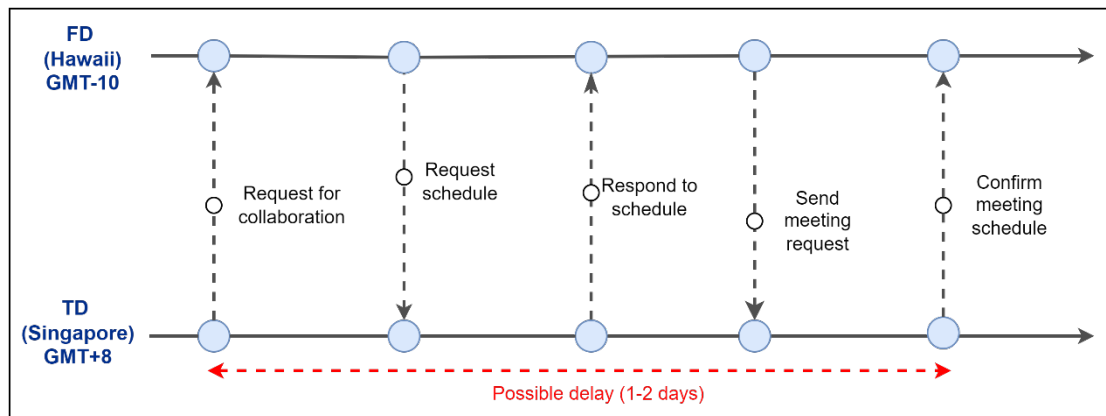 FD
(Hawaii)
GMT-10
Request for
collaboration
Request
schedule
Respond to
schedule
Send
meeting
request
Confirm
meeting
schedule
TD
(Singapore)
GMT+8
Possible delay (1-2 days)